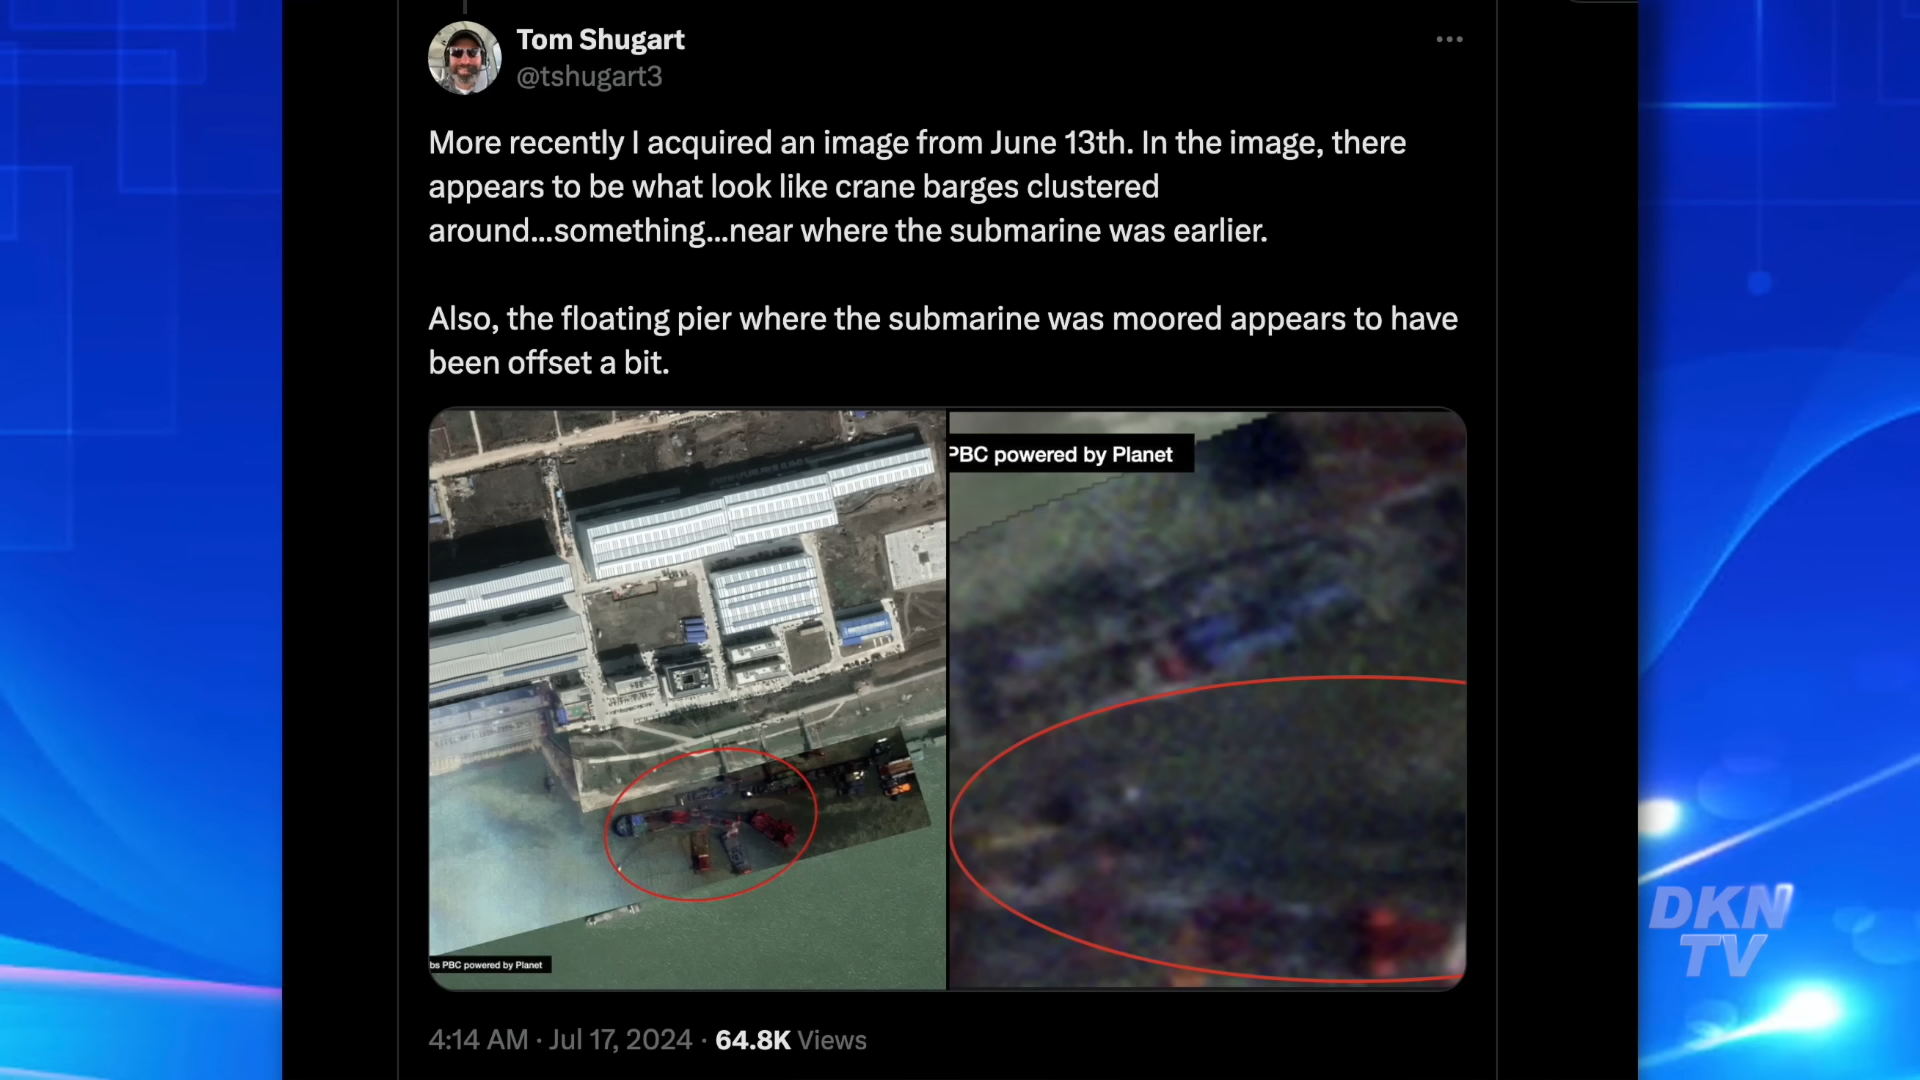 Tom Shugart
@tshugart3
More recently I acquired an image from June 13th. In the image, there
appears to be what look like crane barges clustered
around...something...near where the submarine was earlier.
Also, the floating pier where the submarine was moored appears to have
been offset a bit.
PBC powered by Planet
bs PBC powered by Planet
4:14 AM · Jul 17, 2024 · 64.8K Views
DKN
TV